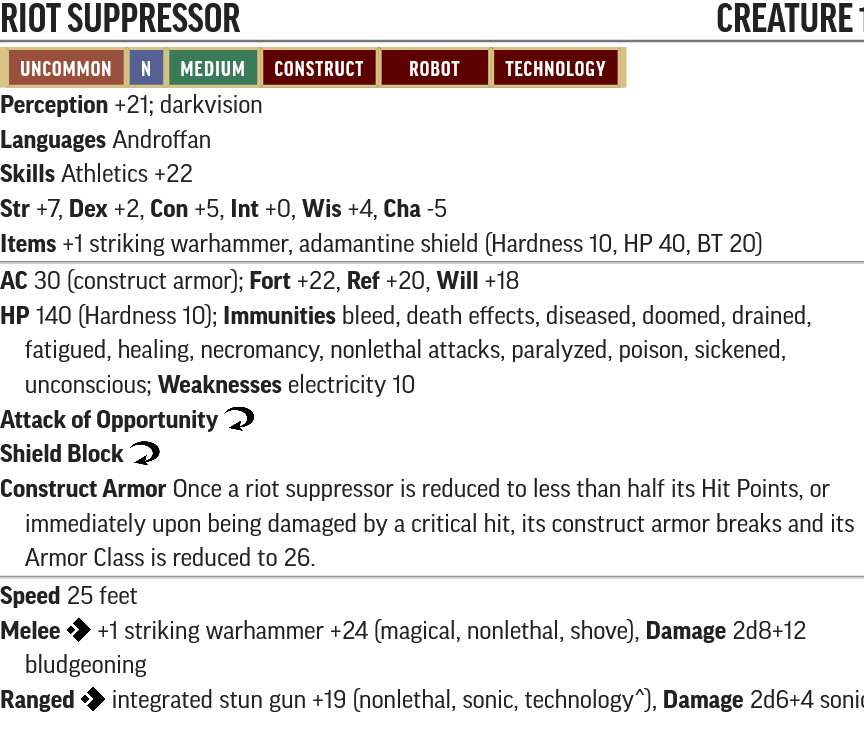 RIOT SUPPRESSOR CREATURE 1
UNCOMMON N MEDIUM CONSTRUCT ROBOT TECHNOLOGY
Perception +21; darkvision
Languages Androffan
Skills Athletics +22
Str +7, Dex +2, Con +5, Int +0, Wis +4, Cha -5
Items +1 striking warhammer, adamantine shield (Hardness 10, HP 40, BT 20)
AC 30 (construct armor); Fort +22, Ref +20, Will +18
HP 140 (Hardness 10); Immunities bleed, death effects, diseased, doomed, drained,
fatigued, healing, necromancy, nonlethal attacks, paralyzed, poison, sickened,
unconscious; Weaknesses electricity 10
Attack of Opportunity
Shield Block
Construct Armor Once a riot suppressor is reduced to less than half its Hit Points, or
immediately upon being damaged by a critical hit, its construct armor breaks and its
Armor Class is reduced to 26.
Speed 25 feet
Melee +1 striking warhammer +24 (magical, nonlethal, shove), Damage 2d8+12
bludgeoning
Ranged integrated stun gun +19 (nonlethal, sonic, technology^), Damage 2d6+4 sonic